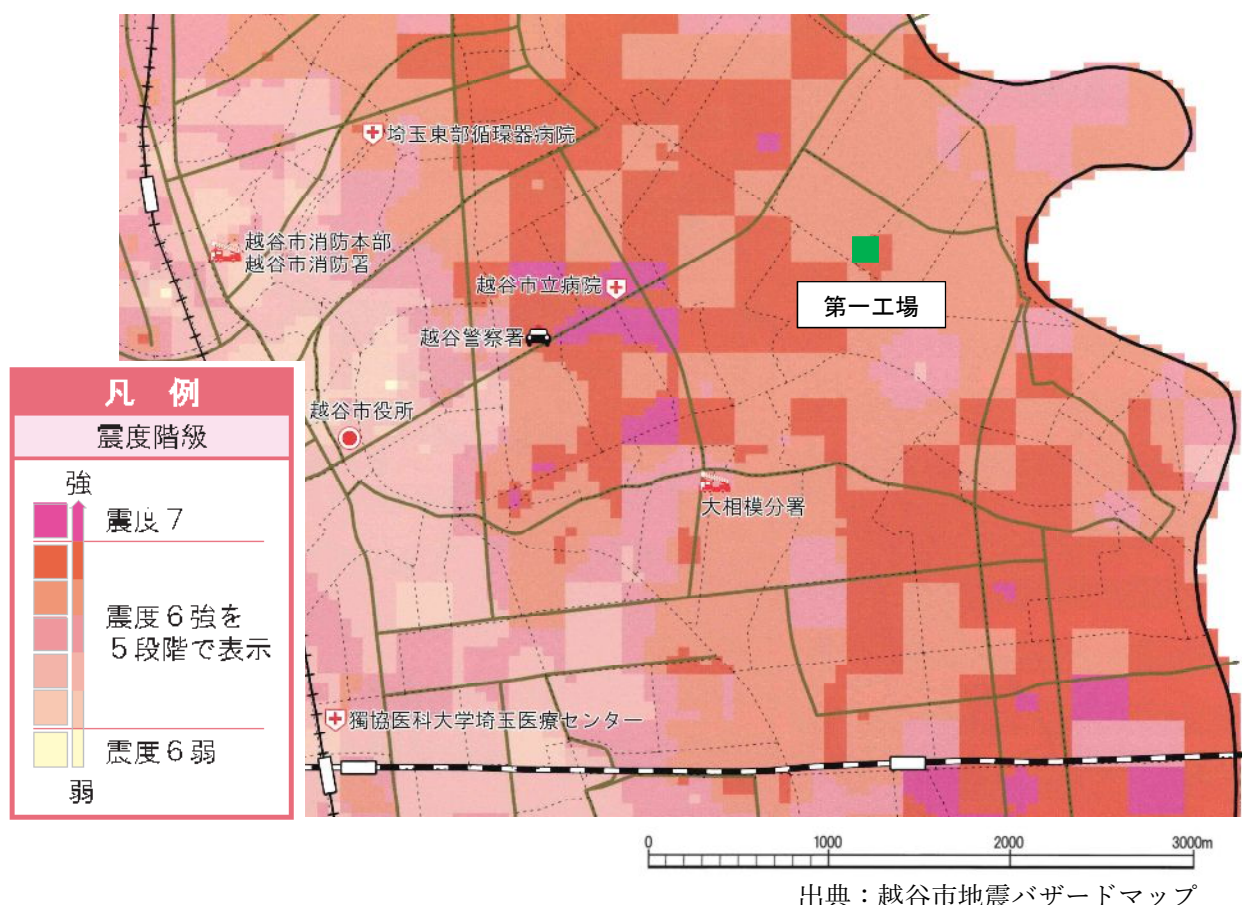 埼玉東部循環器病院
越谷市消防本部
越谷市消防署
越谷市立病院
第一工場
越谷警察署
凡 例
震度階級
強
震度7
震度6強を
5段階で表示
震度6弱
弱
越谷市役所
大相模分署
獨協医科大学埼玉医療センター
0 1000 2000 3000m
出典：越谷市地震バザードマップ